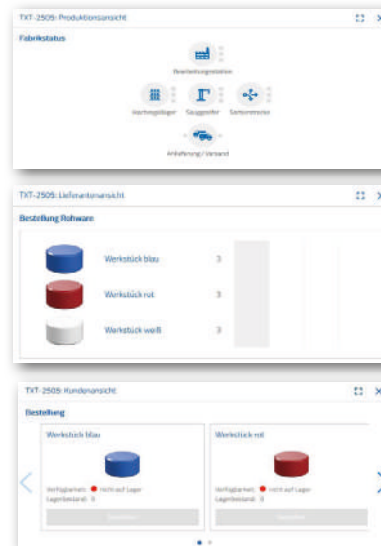 TXT-2505: Produktionsansicht
Fabrikstatus
Bearbeitungsstation
Hochregallager Sauggreifer Sortierstrecke
Anlieferung / Versand
TXT-2505: Lieferantenansicht
Bestellung Rohware
Werkstück blau 3
Werkstück rot 3
Werkstück weiß 3
TXT-2505: Kundenansicht
Bestellung
Werkstück blau Werkstück rot
Verfügbarkeit: nicht auf Lager Verfügbarkeit: nicht auf Lager
Lagerbestand: 0 Lagerbestand: 0